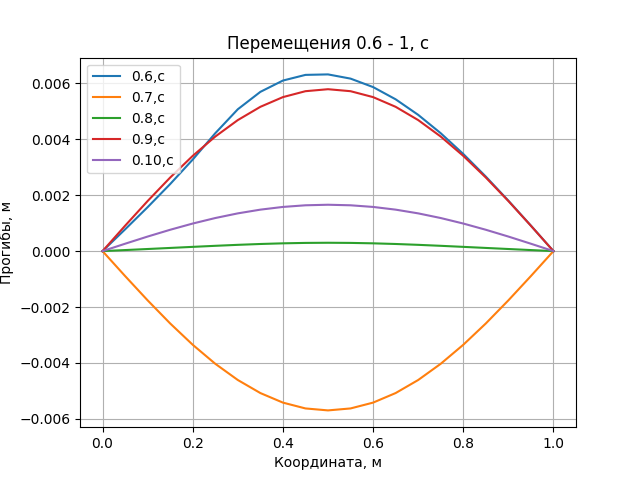 Перемещения 0.6 - 1, с
0.6,с
0.7,с
0.8,с
0.9,с
0.10,с
0.006
0.004
0.002
0.000
−0.002
−0.004
−0.006
Прогибы, м
0.0 0.2 0.4 0.6 0.8 1.0
Координата, м